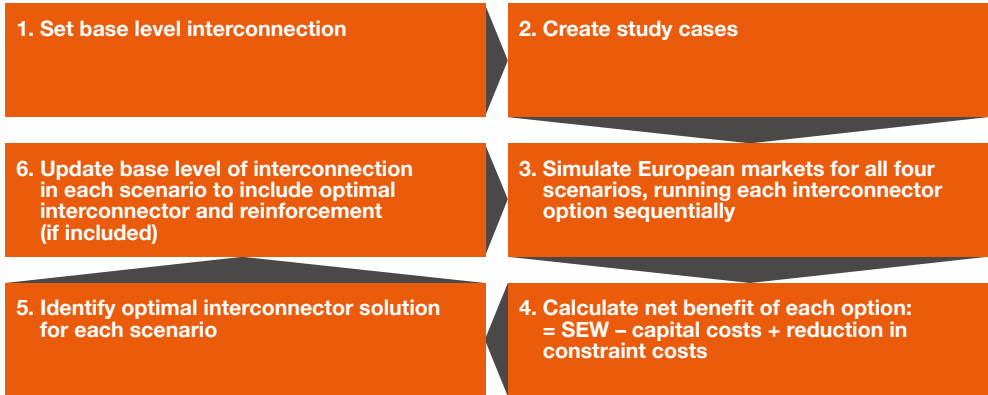 1. Set base level interconnection
2. Create study cases
6. Update base level of interconnection
in each scenario to include optimal
interconnector and reinforcement
(if included)
3. Simulate European markets for all four
scenarios, running each interconnector
option sequentially
5. Identify optimal interconnector solution
for each scenario
4. Calculate net benefit of each option:
= SEW – capital costs + reduction in
constraint costs